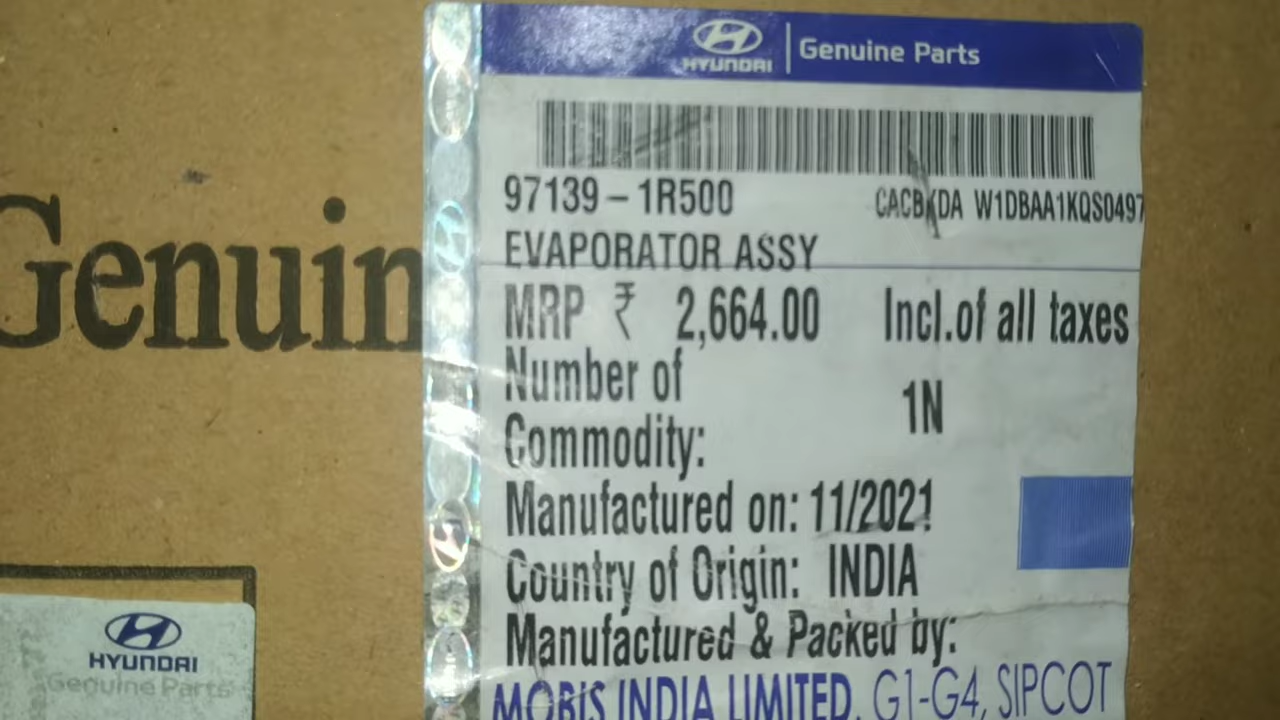 HYUNDAI Genuine Parts
97139-1R500 CACBKDA W1DBAA1KQS0497
EVAPORATOR ASSY
MRP ₹ 2,664.00 Incl.of all taxes
Number of
Commodity: 1N
Manufactured on: 11/2021
Country of Origin: INDIA
Manufactured & Packed by:
MOBIS INDIA LIMITED, G1-G4, SIPCOT
Genuin
HYUNDAI
Genuine Parts